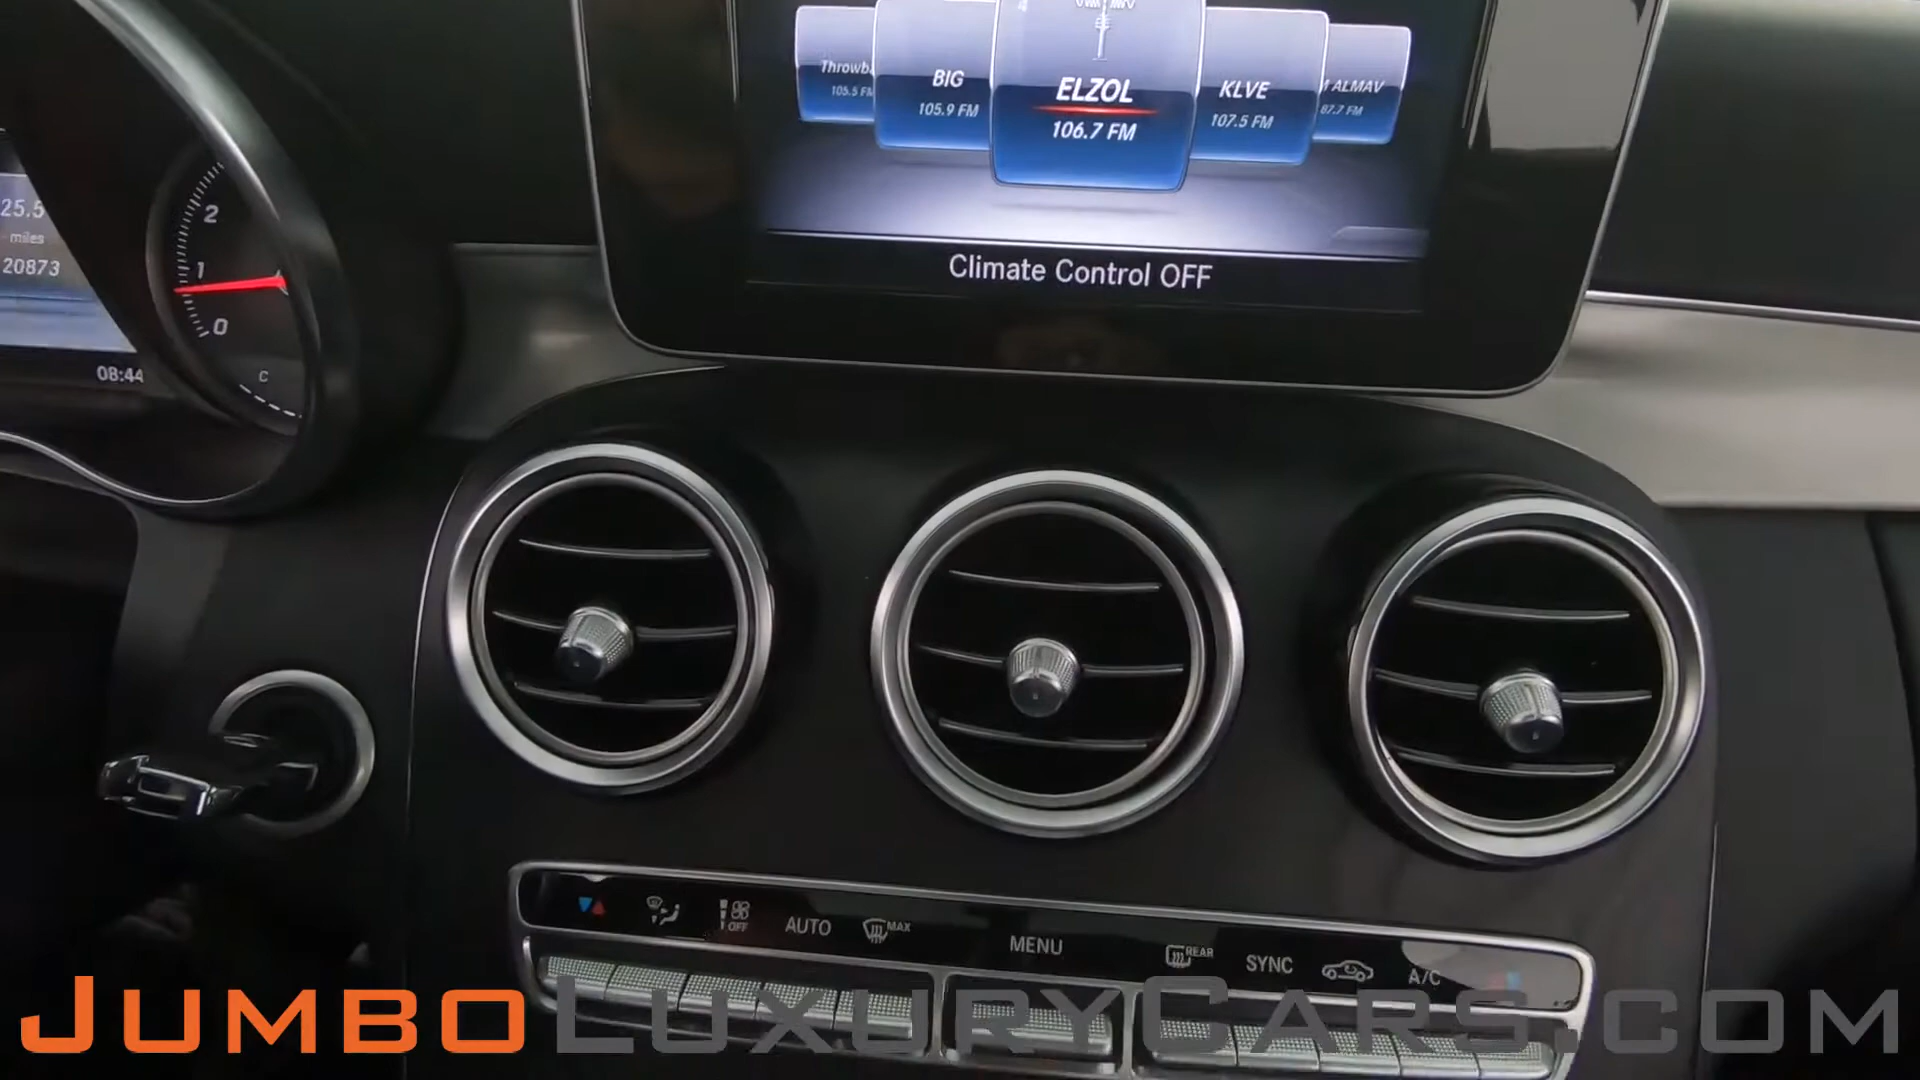 Throwb
105.5 FM
BIG
105.9 FM
4
ELZOL
106.7 FM
KLVE
107.5 FM
ALMAV
87.7 FM
Climate Control OFF
25.5
miles
20873
08:44
2
1
0
C
OFF
AUTO
MAX
MENU
REAR
SYNC
A/C
JUMBOLUXURYCARS.COM